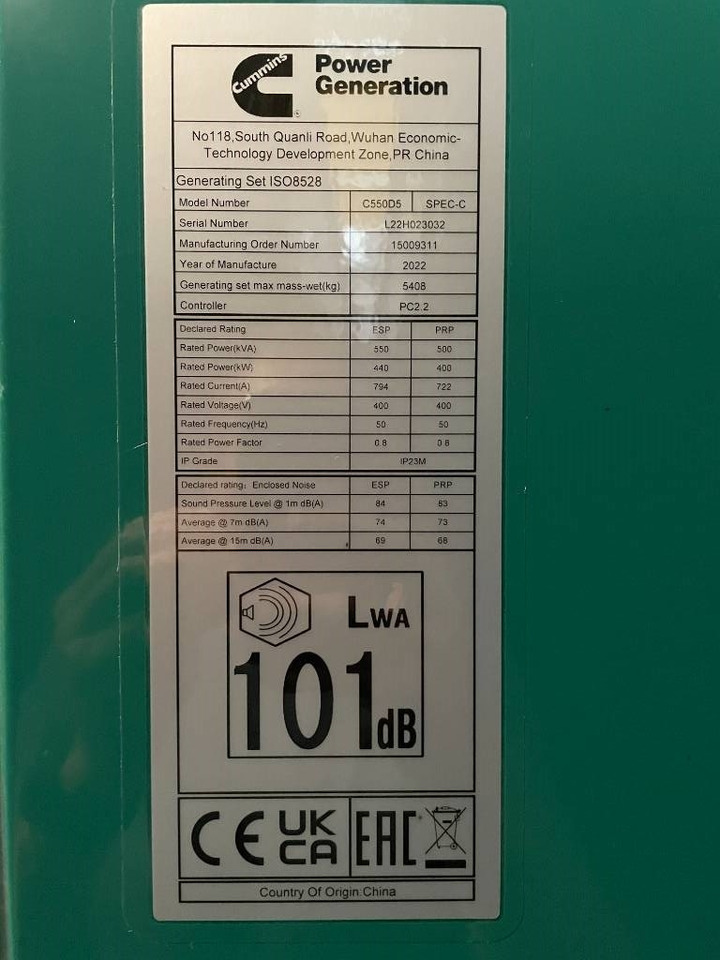 Cummins
Power
Generation
No118,South Quanli Road,Wuhan Economic-
Technology Development Zone,PR China
Generating Set ISO8528
Model Number C550D5 SPEC-C
Serial Number L22H023032
Manufacturing Order Number 15009311
Year of Manufacture 2022
Generating set max mass-wet(kg) 5408
Controller PC2.2
Declared Rating ESP PRP
Rated Power(kVA) 550 500
Rated Power(kW) 440 400
Rated Current(A) 794 722
Rated Voltage(V) 400 400
Rated Frequency(Hz) 50 50
Rated Power Factor 0.8 0.8
IP Grade IP23M
Declared rating: Enclosed Noise ESP PRP
Sound Pressure Level @ 1m dB(A) 84 83
Average @ 7m dB(A) 74 73
Average @ 15m dB(A) 69 68
LWA
101dB
CE UK CA EAC
Country Of Origin:China